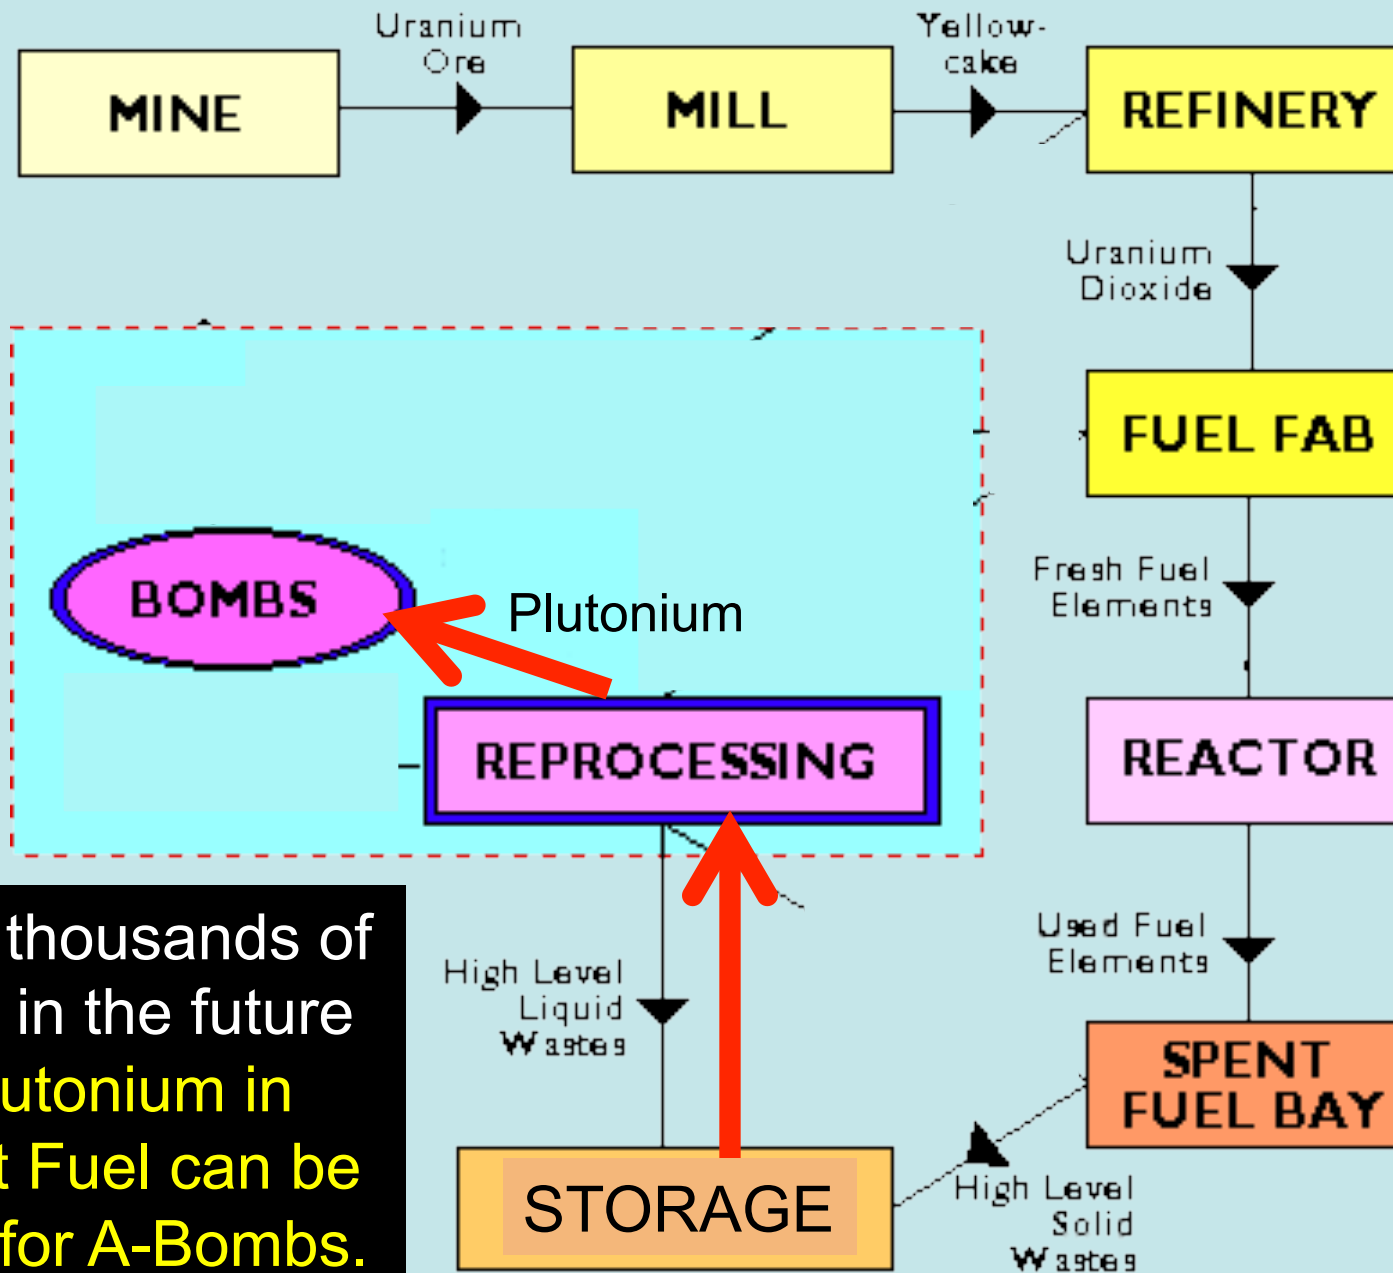 MINE
Uranium
Ore
MILL
Yellow-
cake
REFINERY
Uranium
Dioxide
FUEL FAB
Fresh Fuel
Elements
BOMBS
Plutonium
REPROCESSING
REACTOR
High Level
Liquid
Wastes
Used Fuel
Elements
SPENT
FUEL BAY
STORAGE
High Level
Solid
Wastes
thousands of
in the future
utonium in
t Fuel can be
for A-Bombs.